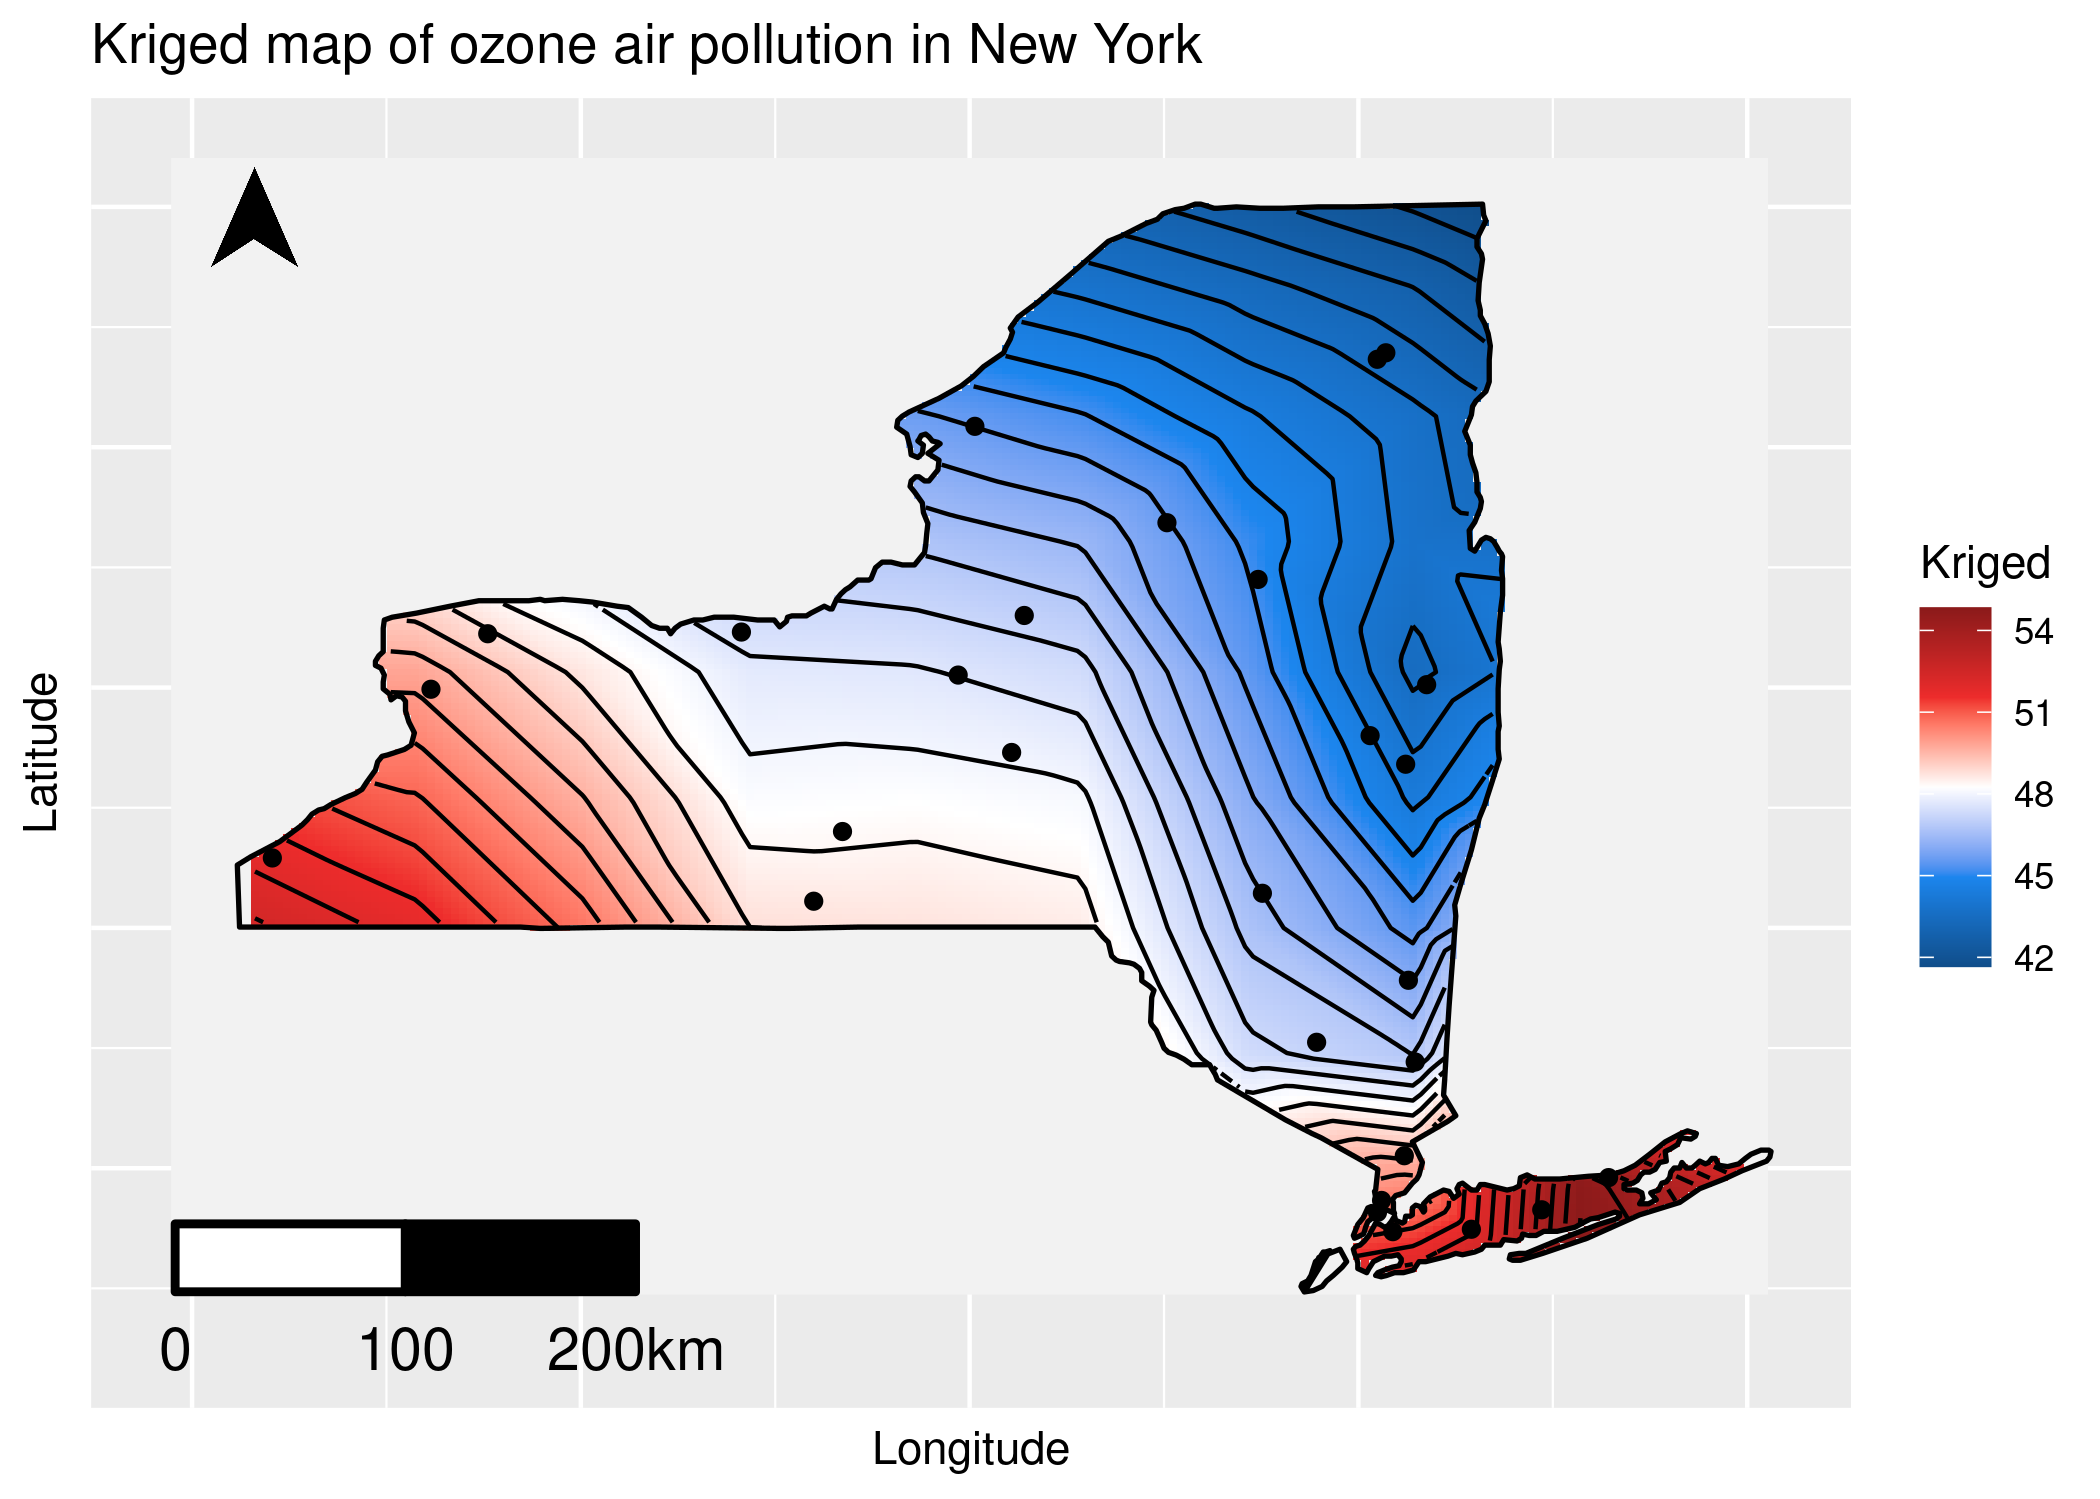 Kriged map of ozone air pollution in New York
Latitude
Kriged
54
51
48
45
42
0 100 200km
Longitude